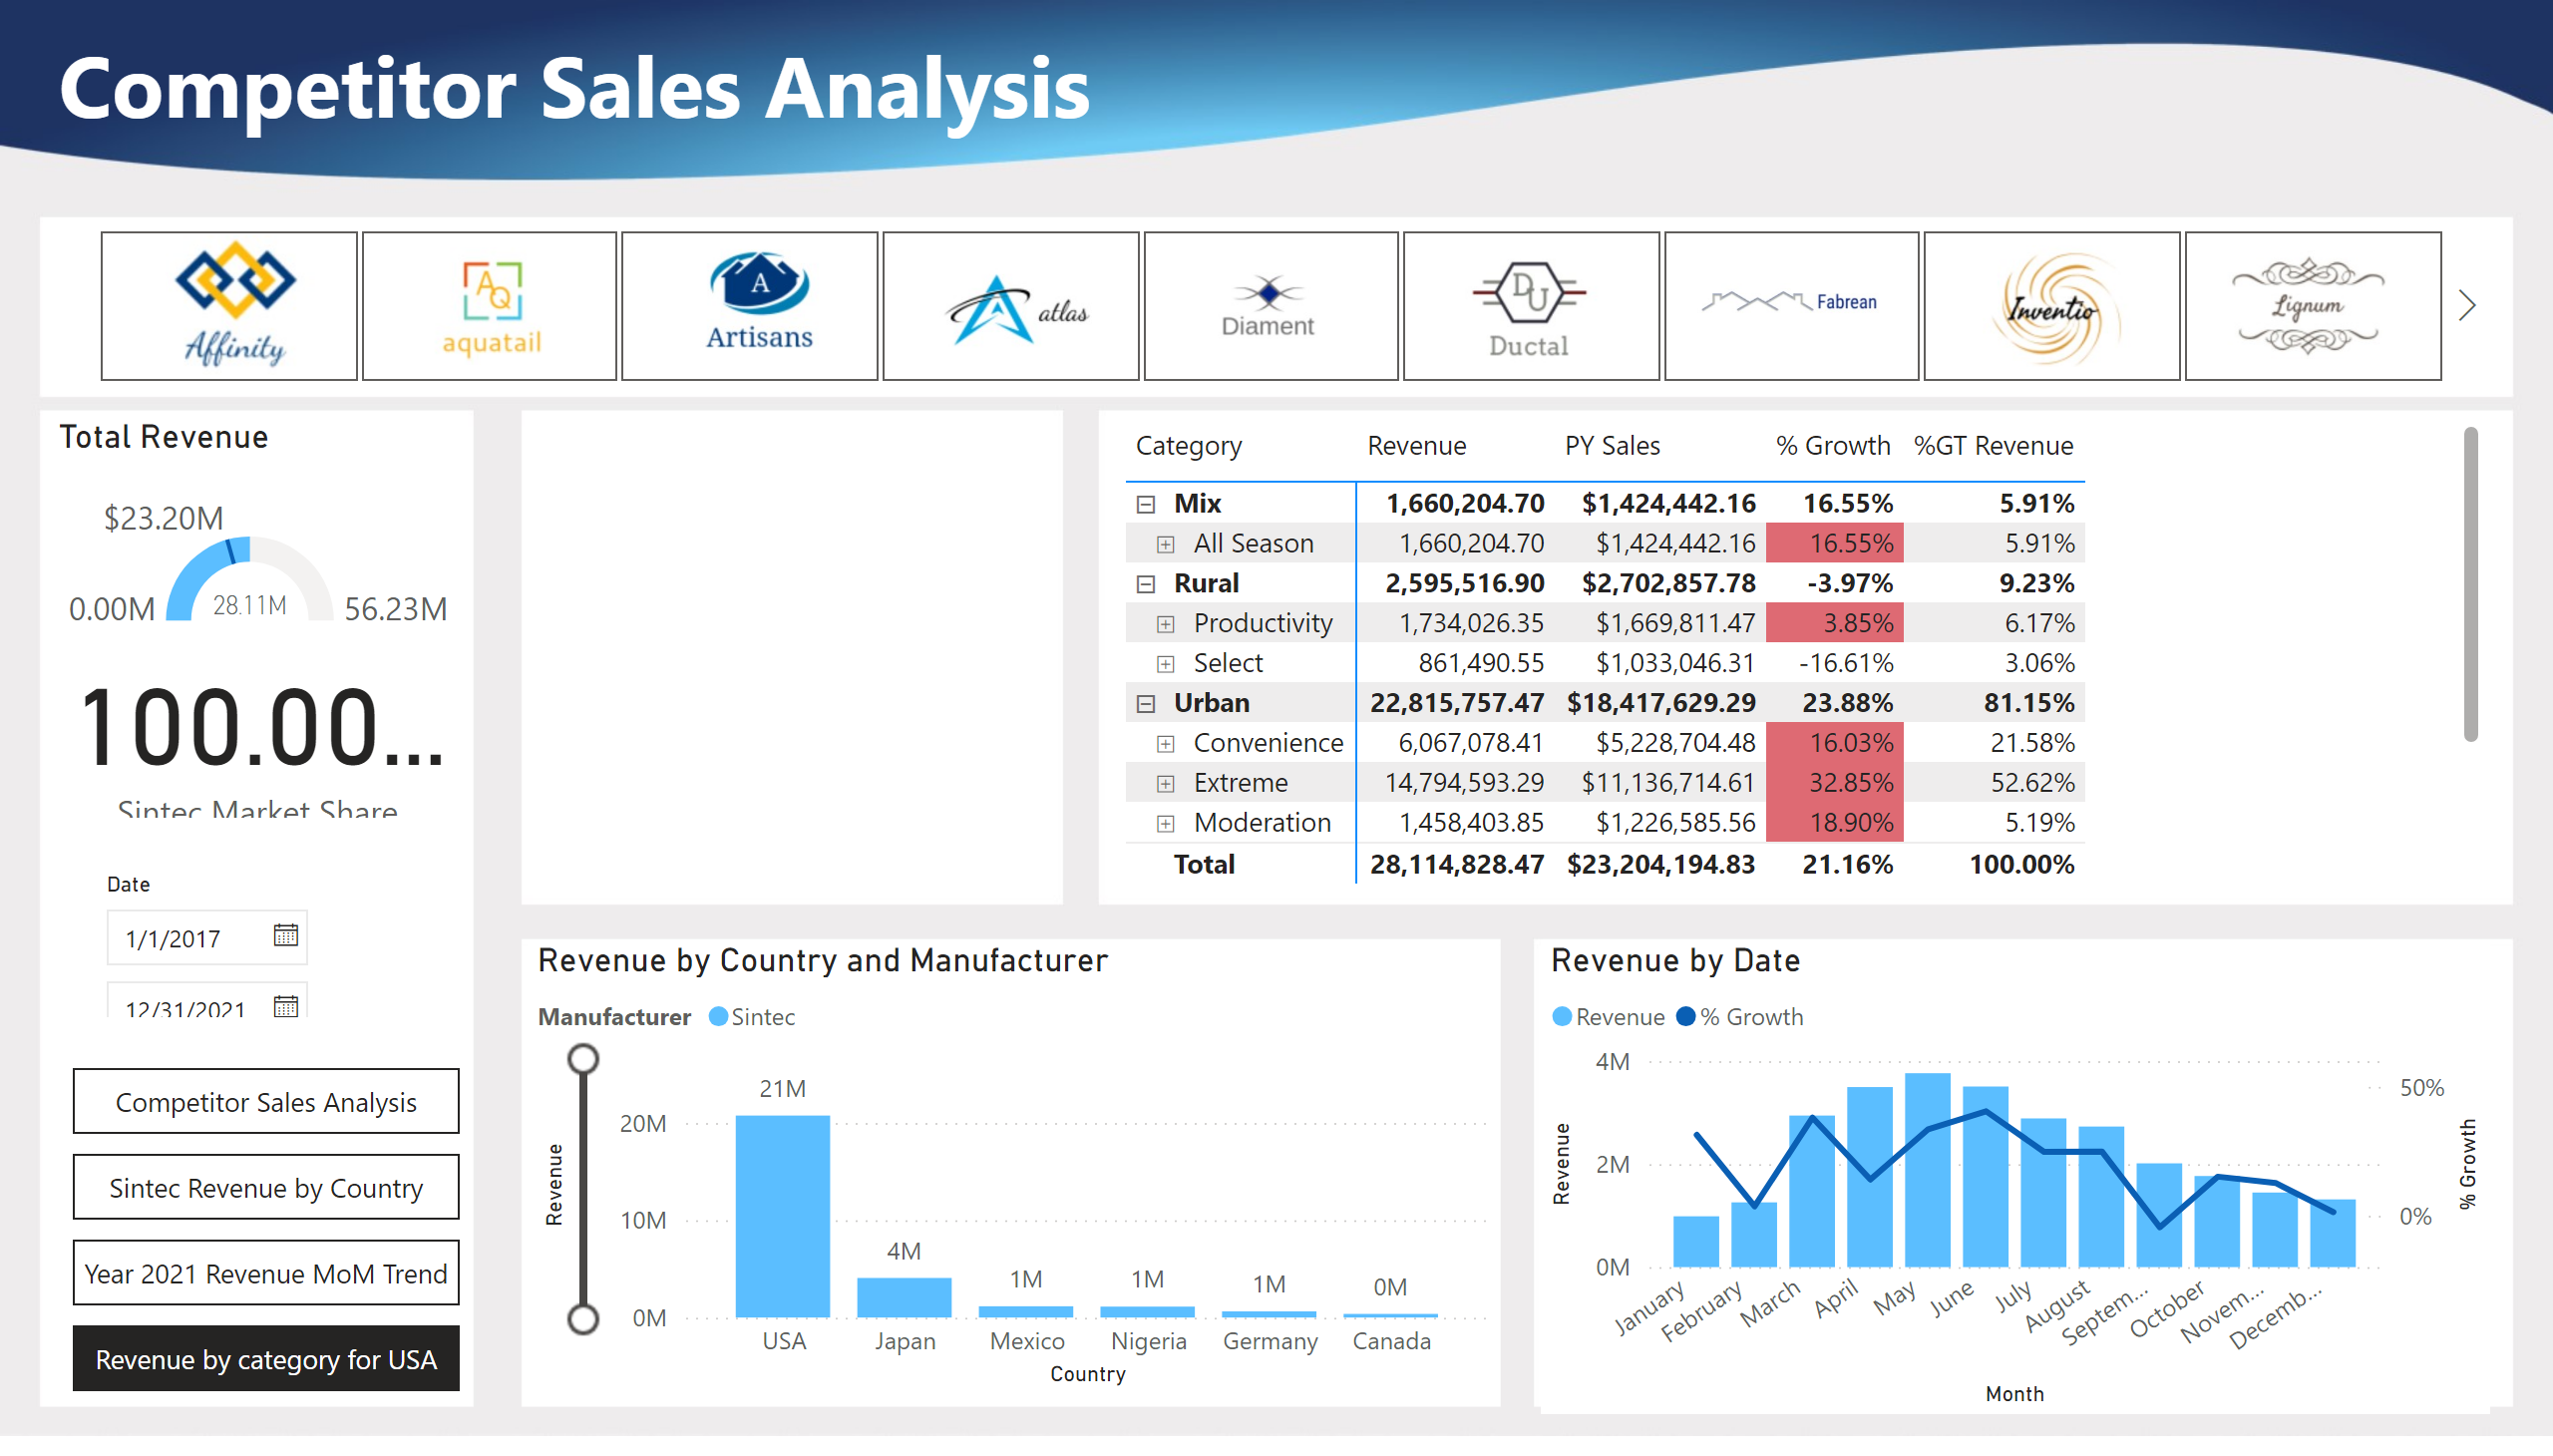 Competitor Sales Analysis
Affinity
AQ
aquatail
A
Artisans
atlas
Diament
DU
Ductal
Fabrean
Inventio
Lignum
Total Revenue
$23.20M
0.00M
28.11M
56.23M
100.00...
Sintec Market Share
Date
1/1/2017
12/31/2021
Competitor Sales Analysis
Sintec Revenue by Country
Year 2021 Revenue MoM Trend
Revenue by category for USA
Category Revenue PY Sales % Growth %GT Revenue
Mix 1,660,204.70 $1,424,442.16 16.55% 5.91%
All Season 1,660,204.70 $1,424,442.16 16.55% 5.91%
Rural 2,595,516.90 $2,702,857.78 -3.97% 9.23%
Productivity 1,734,026.35 $1,669,811.47 3.85% 6.17%
Select 861,490.55 $1,033,046.31 -16.61% 3.06%
Urban 22,815,757.47 $18,417,629.29 23.88% 81.15%
Convenience 6,067,078.41 $5,228,704.48 16.03% 21.58%
Extreme 14,794,593.29 $11,136,714.61 32.85% 52.62%
Moderation 1,458,403.85 $1,226,585.56 18.90% 5.19%
Total 28,114,828.47 $23,204,194.83 21.16% 100.00%
Revenue by Country and Manufacturer
Manufacturer Sintec
Revenue
20M
10M
0M
21M
4M
1M
1M
1M
0M
USA Japan Mexico Nigeria Germany Canada
Country
Revenue by Date
Revenue % Growth
Revenue
4M
2M
0M
50%
0%
% Growth
January February March April May June July August Septem... October Novem... Decemb...
Month